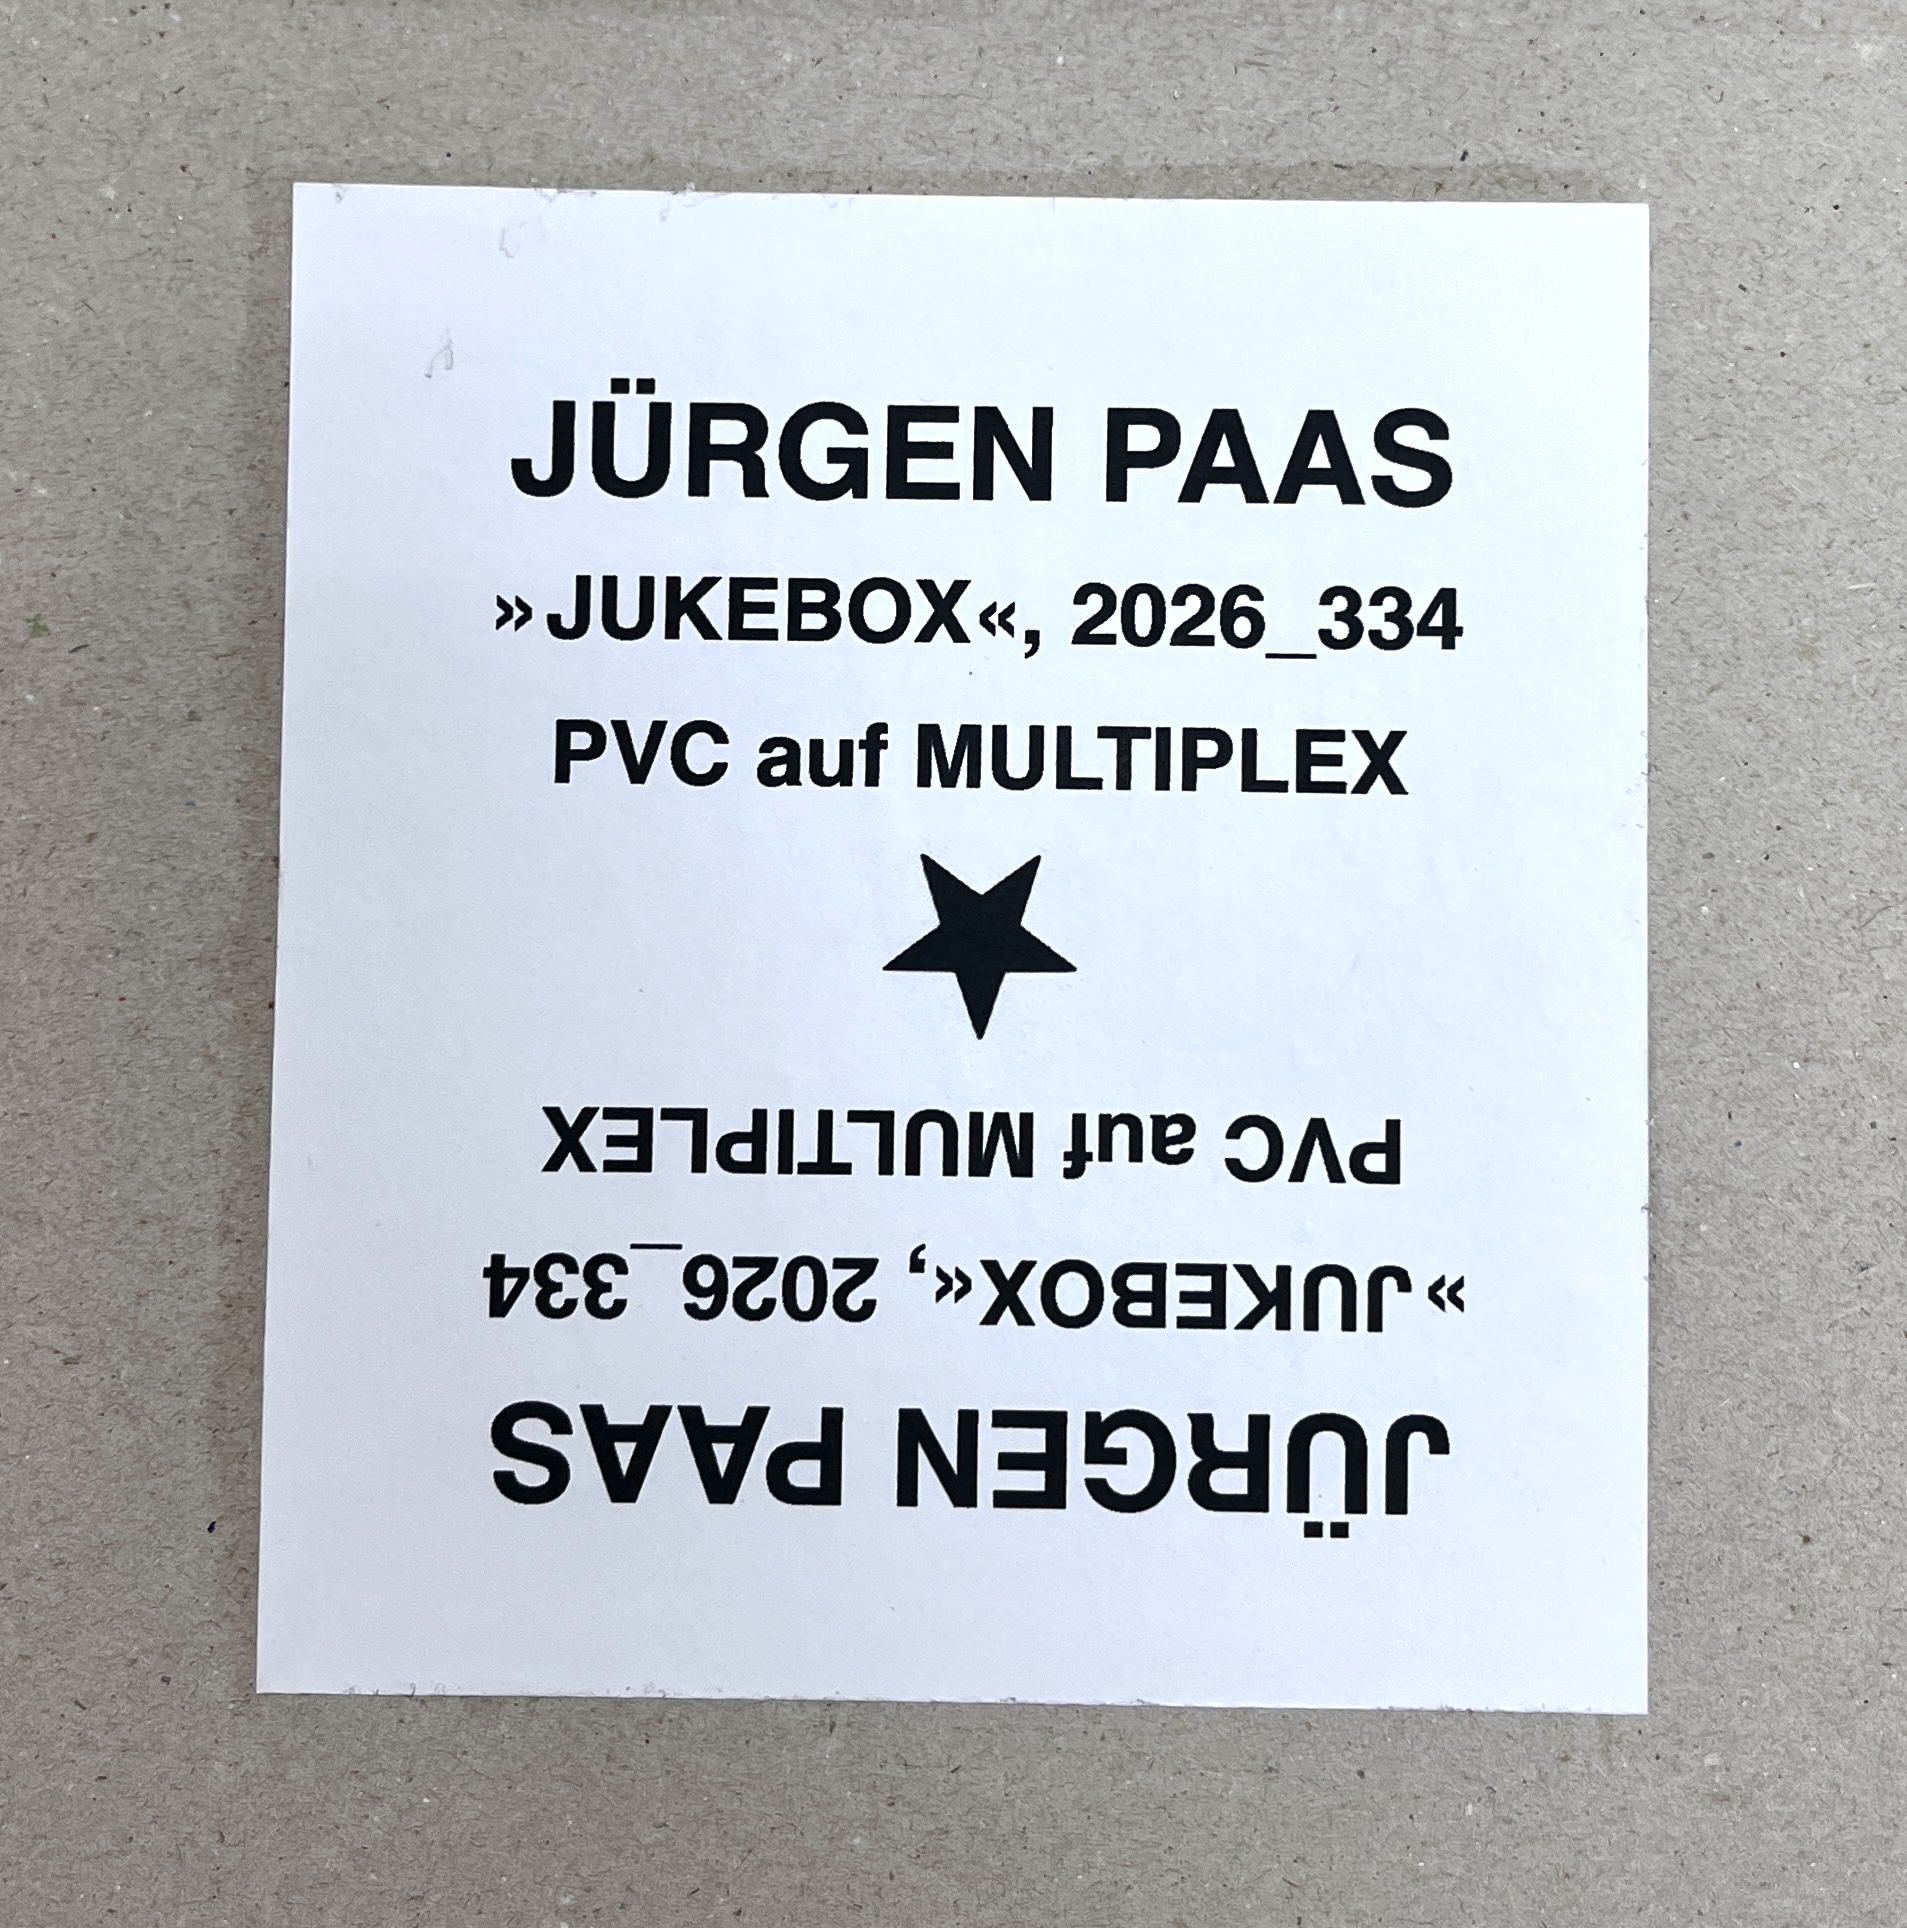 JÜRGEN PAAS
»JUKEBOX«, 2026_334
PVC auf MULTIPLEX
PVC auf MULTIPLEX
»JUKEBOX«, 2026_334
JÜRGEN PAAS